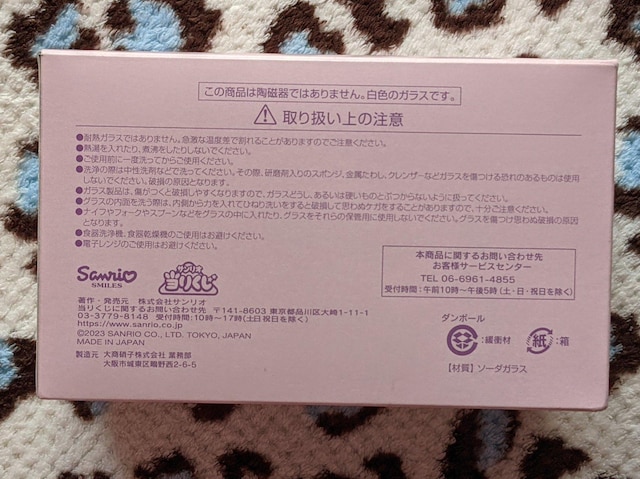 この商品は陶磁器ではありません。白色のガラスです。
取り扱い上の注意
●耐熱ガラスではありません。急激な温度差で割れることがありますのでご注意ください。
●熱湯を入れたり、煮沸をしたりしないでください。
●ご使用前に一度洗ってからご使用ください。
●洗浄の際は中性洗剤などで洗ってください。その際、研磨剤入りのスポンジ、金属たわし、クレンザーなどガラスを傷つける恐れのあるものは使用
しないでください。破損の原因となります。
●ガラス製品は、傷がつくと破損しやすくなりますので、ガラスどうし、あるいは硬いものとぶつからないように扱ってください。
●グラスの内面を洗う際は、内側から力を入れてひねり洗いをすると破損して思わぬケガをすることがありますので、十分ご注意ください。
●ナイフやフォークやスプーンなどをグラスの中に入れたり、グラスをそれらの保管用に使用しないでください。グラスを傷つけ思わぬ破損の原因
となります。
●食器洗浄機、食器乾燥機のご使用はお避けください。
●電子レンジのご使用はお避けください。
本商品に関するお問い合わせ先
お客様サービスセンター
TEL 06-6961-4855
受付時間:午前10時〜午後5時(土・日・祝日を除く)
Sanrio
SMILES
サンリオ
当りくじ
著作・発売元 株式会社サンリオ
当りくじに関するお問い合わせ先 〒141-8603 東京都品川区大崎1-11-1
03-3779-8148 受付時間:10時〜17時(土日祝日を除く)
https://www.sanrio.co.jp
©2023 SANRIO CO., LTD. TOKYO, JAPAN
MADE IN JAPAN
製造元 大商硝子株式会社 業務部
大阪市城東区鴫野西2-6-5
ダンボール
:緩衝材
紙
:箱
【材質】ソーダガラス